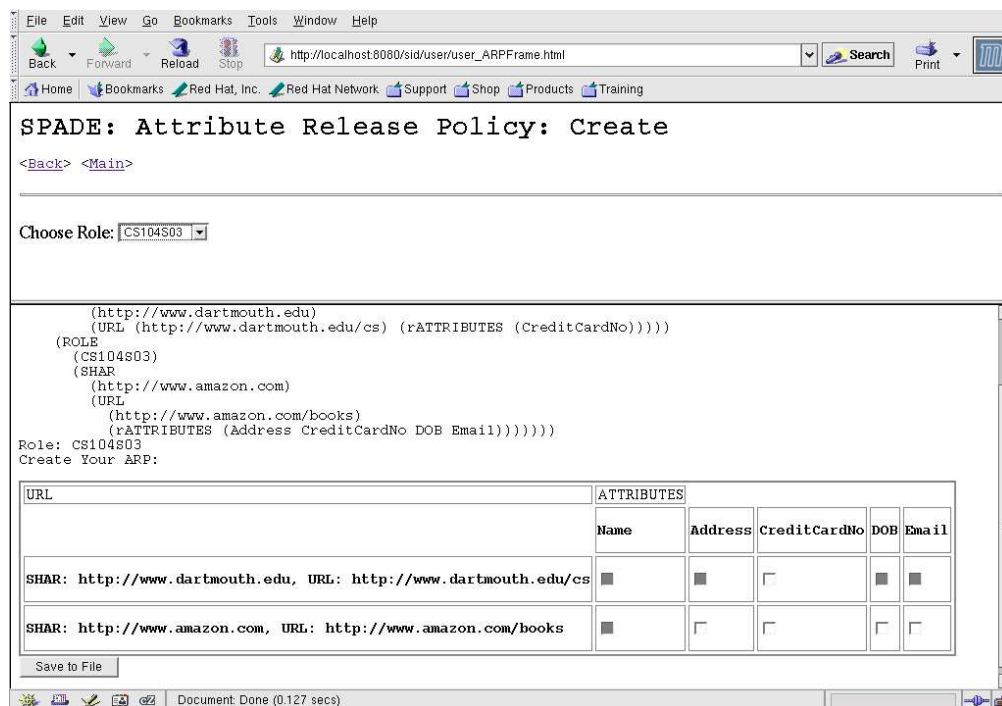 File Edit View Go Bookmarks Tools Window Help
Back Forward Reload Stop http://localhost:8080/sid/user/user_ARPFrame.html Search Print
Home Bookmarks Red Hat, Inc. Red Hat Network Support Shop Products Training
SPADE: Attribute Release Policy: Create
<Back> <Main>
Choose Role: CS104S03
(http://www.dartmouth.edu)
(URL (http://www.dartmouth.edu/cs) (rATTRIBUTES (CreditCardNo)))))
(ROLE
(CS104S03)
(SHAR
(http://www.amazon.com)
(URL
(http://www.amazon.com/books)
(rATTRIBUTES (Address CreditCardNo DOB Email)))))))
Role: CS104S03
Create Your ARP:
URL ATTRIBUTES
Name Address CreditCardNo DOB Email
SHAR: http://www.dartmouth.edu, URL: http://www.dartmouth.edu/cs
SHAR: http://www.amazon.com, URL: http://www.amazon.com/books
Save to File
Document: Done (0.127 secs)